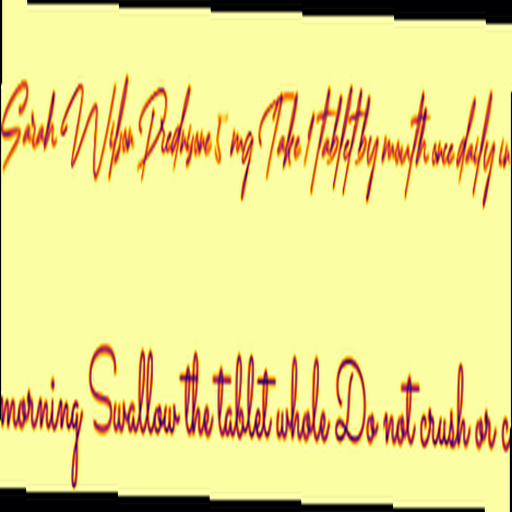 Sarah Wilson Prednisone 5 mg Take 1 tablet by mouth once daily in
morning Swallow the tablet whole Do not crush or c